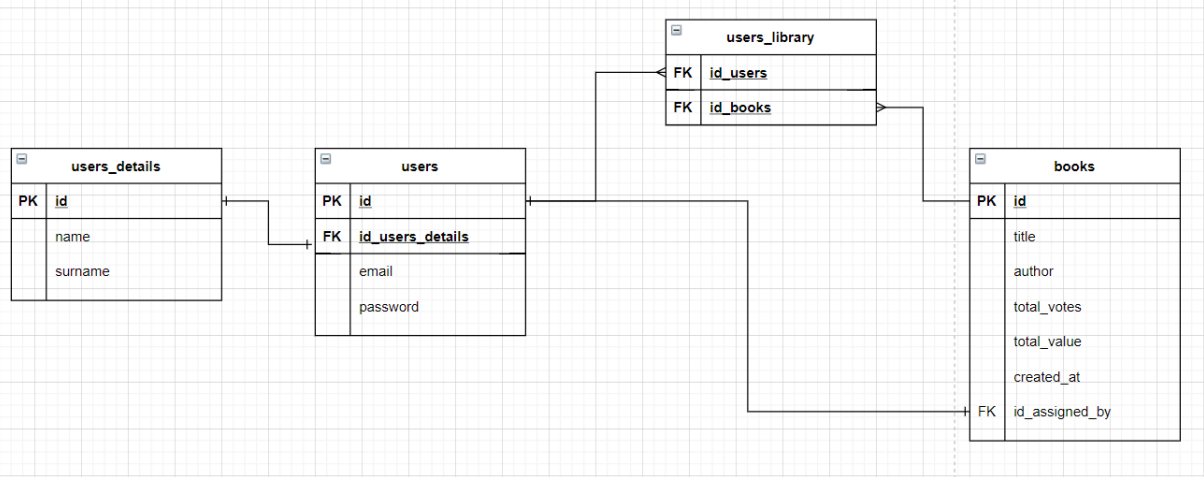 users_library
FK id_users
FK id_books
users_details
PK id
name
surname
users
PK id
FK id_users_details
email
password
books
PK id
title
author
total_votes
total_value
created_at
FK id_assigned_by